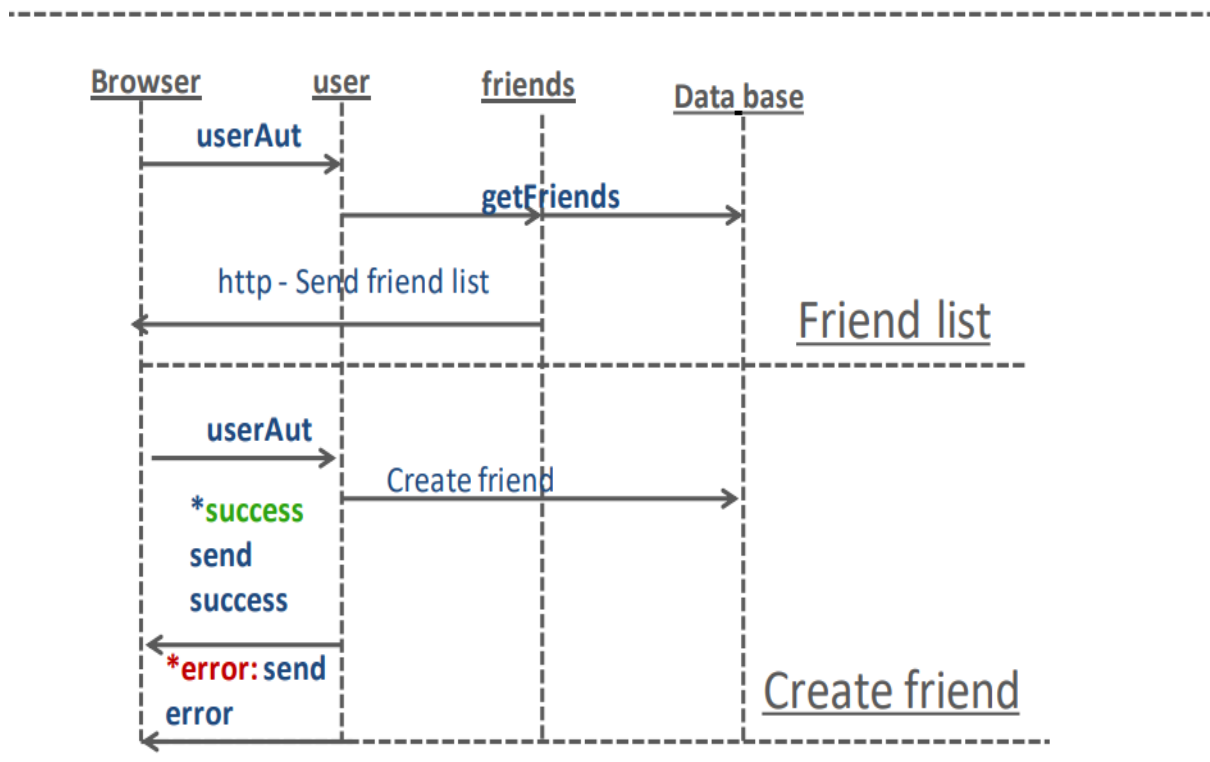 Browser user friends Data base
userAut
getFriends
http - Send friend list
Friend list
userAut
Create friend
*success
send
success
*error: send
error
Create friend